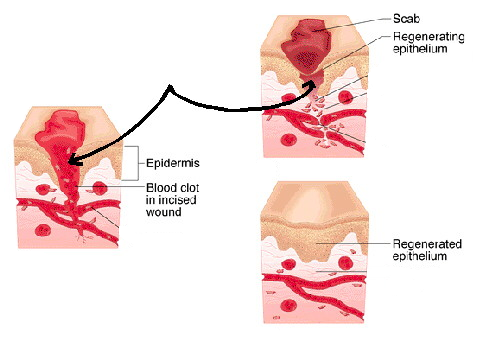 Scab
Regenerating
epithelium
Epidermis
Blood clot
in incised
wound
Regenerated
epithelium